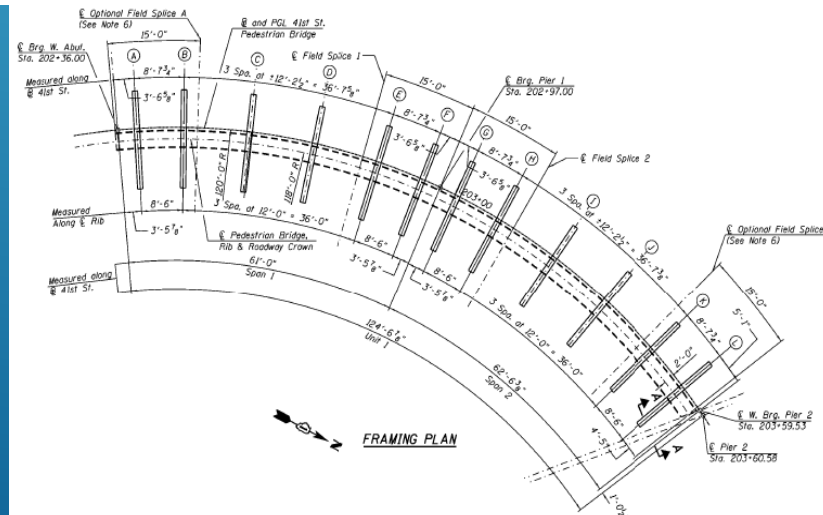 ℄ Optional Field Splice A
(See Note 6)
℄ Brg. W. Abut.
Sta. 202+36.00
15'-0"
℄ and PGL 41st St.
Pedestrian Bridge
℄ Field Splice 1
℄ Brg. Pier 1
Sta. 202+97.00
15'-0"
15'-0"
Measured along
℄ 41st St.
A
B
C
D
E
F
G
H
I
J
K
L
8'-7¾"
3 Spa. at ±12'-2½" = 36'-7⅝"
8'-7¾"
8'-7¾"
3'-6⅝"
3'-6⅝"
3'-6⅝"
℄ Field Splice 2
120'-0" R
118'-0" R
203+00
3 Spa. at ±12'-2½" = 36'-7¾"
℄ Optional Field Splice
(See Note 6)
15'-0"
5'-1"
8'-7¾"
2'-0"
Measured
Along ℄ Rib
8'-6"
3 Spa. at 12'-0" = 36'-0"
8'-6"
8'-6"
3 Spa. at 12'-0" = 36'-0"
8'-6"
3'-5⅞"
3'-5⅞"
3'-5⅞"
℄ Pedestrian Bridge,
Rib & Roadway Crown
Measured along
℄ 41st St.
61'-0"
Span 1
124'-6⅞"
Unit 1
62'-6⅜"
Span 2
A
A
℄ W. Brg. Pier 2
Sta. 203+59.53
℄ Pier 2
Sta. 203+60.58
N
FRAMING PLAN